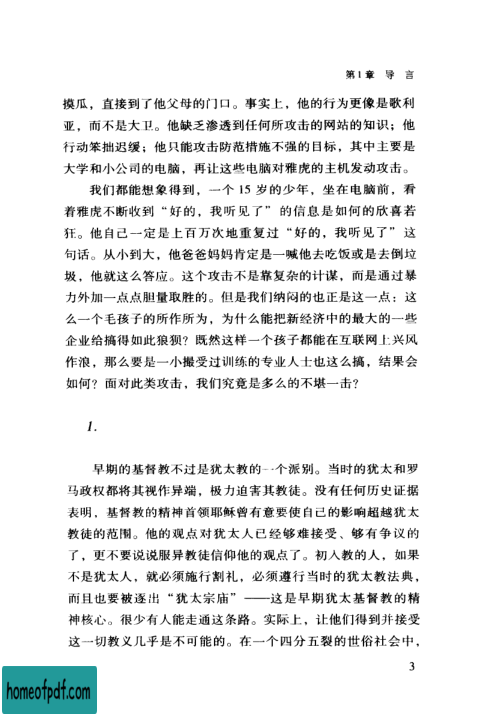 第1章 导 言
摸瓜，直接到了他父母的门口。事实上，他的行为更像是歌利
亚，而不是大卫。他缺乏渗透到任何所攻击的网站的知识；他
行动笨拙迟缓；他只能攻击防范措施不强的目标，其中主要是
大学和小公司的电脑，再让这些电脑对雅虎的主机发动攻击。
我们都能想象得到，一个 15 岁的少年，坐在电脑前，看
着雅虎不断收到“好的，我听见了”的信息是如何的欣喜若
狂。他自己一定是上百万次地重复过“好的，我听见了”这
句话。从小到大，他爸爸妈妈肯定是一喊他去吃饭或是去倒垃
圾，他就这么答应。这个攻击不是靠复杂的计谋，而是通过暴
力外加一点点胆量取胜的。但是我们纳闷的也正是这一点：这
么一个毛孩子的所作所为，为什么能把新经济中的最大的一些
企业给搞得如此狼狈？既然这样一个孩子都能在互联网上兴风
作浪，那么要是一小撮受过训练的专业人士也这么搞，结果会
如何？面对此类攻击，我们究竟是多么的不堪一击？
1.
早期的基督教不过是犹太教的一个派别。当时的犹太和罗
马政权都将其视作异端，极力迫害其教徒。没有任何历史证据
表明，基督教的精神首领耶稣曾有意要使自己的影响超越犹太
教徒的范围。他的观点对犹太人已经够难接受、够有争议的
了，更不要说说服异教徒信仰他的观点了。初入教的人，如果
不是犹太人，就必须施行割礼，必须遵行当时的犹太教法典，
而且也要被逐出“犹太宗庙”——这是早期犹太基督教的精
神核心。很少有人能走通这条路。实际上，让他们得到并接受
这一切教义几乎是不可能的。在一个四分五裂的世俗社会中，
3
homeofpdf.com